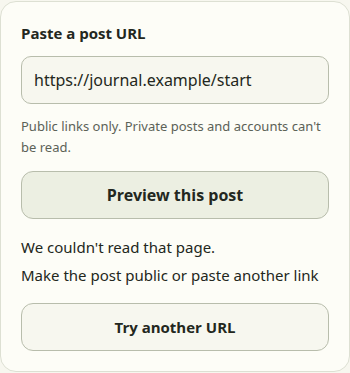 Paste a post URL
https://journal.example/start
Public links only. Private posts and accounts can't
be read.
Preview this post
We couldn't read that page.
Make the post public or paste another link
Try another URL